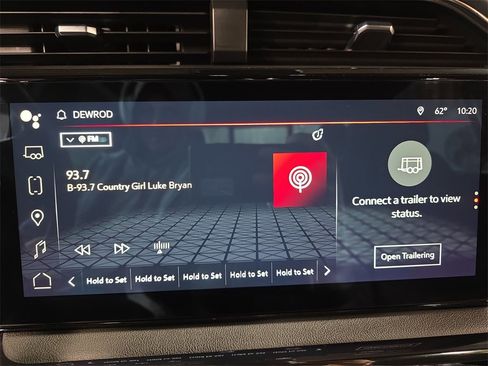 DEWROD
62° 10:20
FM
93.7
B-93.7 Country Girl Luke Bryan
Connect a trailer to view
status.
Open Trailering
Hold to Set Hold to Set Hold to Set Hold to Set Hold to Set